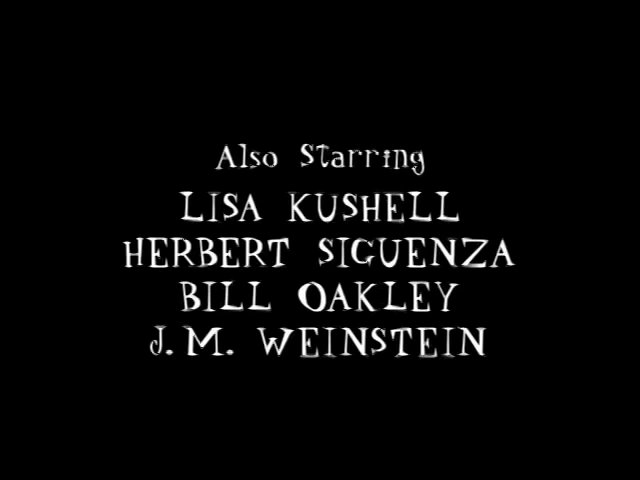 Also Starring
LISA KUSHELL
HERBERT SIGUENZA
BILL OAKLEY
J.M. WEINSTEIN